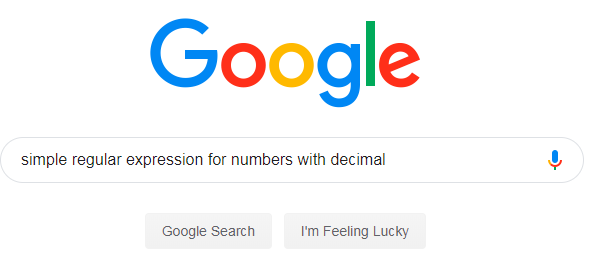 Google
simple regular expression for numbers with decimal
Google Search I'm Feeling Lucky